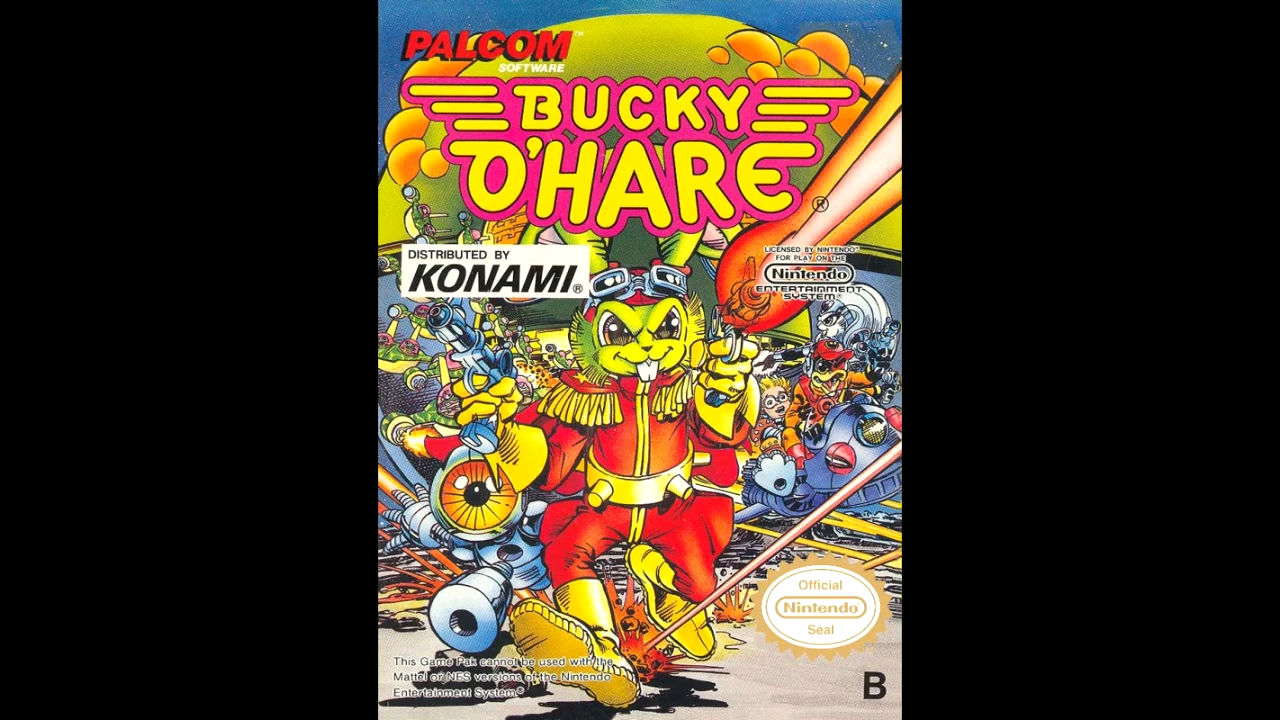 PALCOM™
SOFTWARE
BUCKY
O'HARE®
DISTRIBUTED BY
KONAMI®
LICENSED BY NINTENDO®
FOR PLAY ON THE
Nintendo
ENTERTAINMENT
SYSTEM®
Official
Nintendo
Seal
This Game Pak cannot be used with the
Mattel or NES versions of the Nintendo
Entertainment System®
B